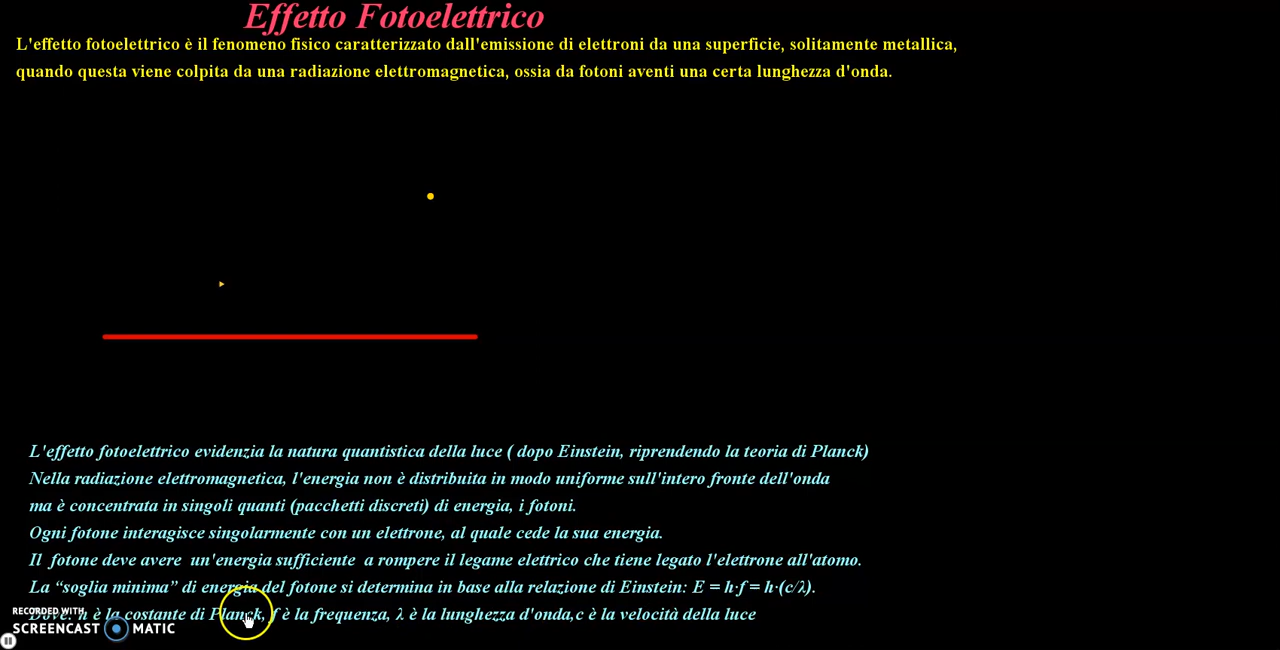 Effetto Fotoelettrico
L'effetto fotoelettrico è il fenomeno fisico caratterizzato dall'emissione di elettroni da una superficie, solitamente metallica,
quando questa viene colpita da una radiazione elettromagnetica, ossia da fotoni aventi una certa lunghezza d'onda.
L'effetto fotoelettrico evidenzia la natura quantistica della luce ( dopo Einstein, riprendendo la teoria di Planck)
Nella radiazione elettromagnetica, l'energia non è distribuita in modo uniforme sull'intero fronte dell'onda
ma è concentrata in singoli quanti (pacchetti discreti) di energia, i fotoni.
Ogni fotone interagisce singolarmente con un elettrone, al quale cede la sua energia.
Il fotone deve avere un'energia sufficiente a rompere il legame elettrico che tiene legato l'elettrone all'atomo.
La “soglia minima” di energia del fotone si determina in base alla relazione di Einstein: E = h·f = h·(c/λ).
Dove: h è la costante di Planck, f è la frequenza, λ è la lunghezza d'onda,c è la velocità della luce
RECORDED WITH
SCREENCAST MATIC